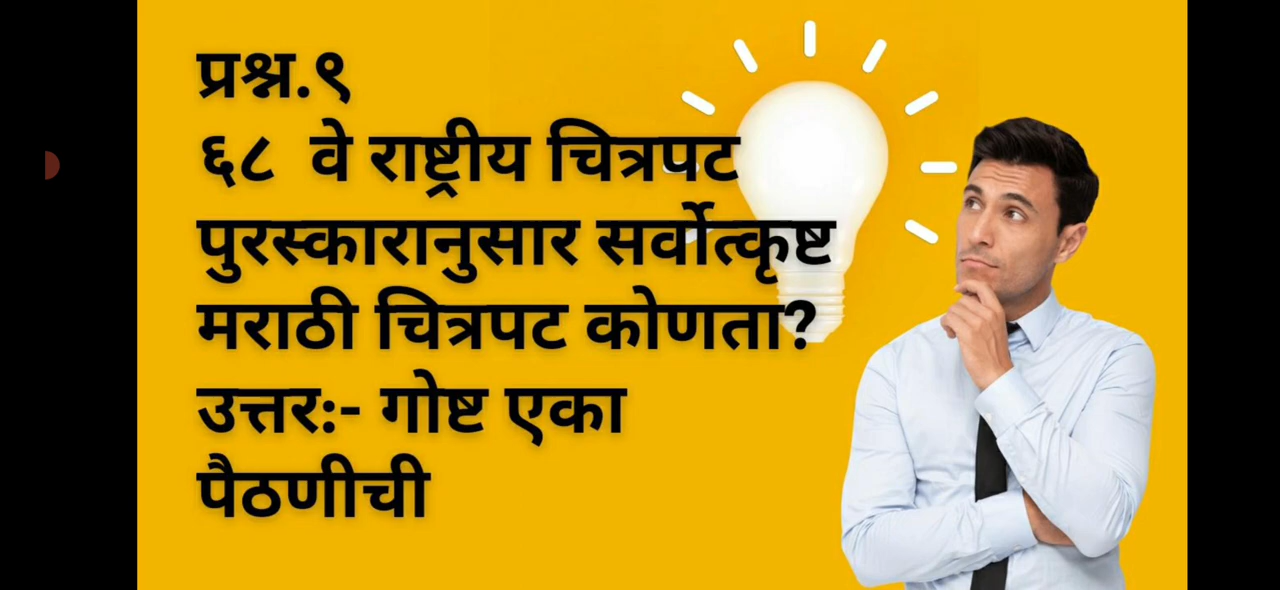 प्रश्न.९
६८ वे राष्ट्रीय चित्रपट
पुरस्कारानुसार सर्वोत्कृष्ट
मराठी चित्रपट कोणता?
उत्तर:- गोष्ट एका
पैठणीची